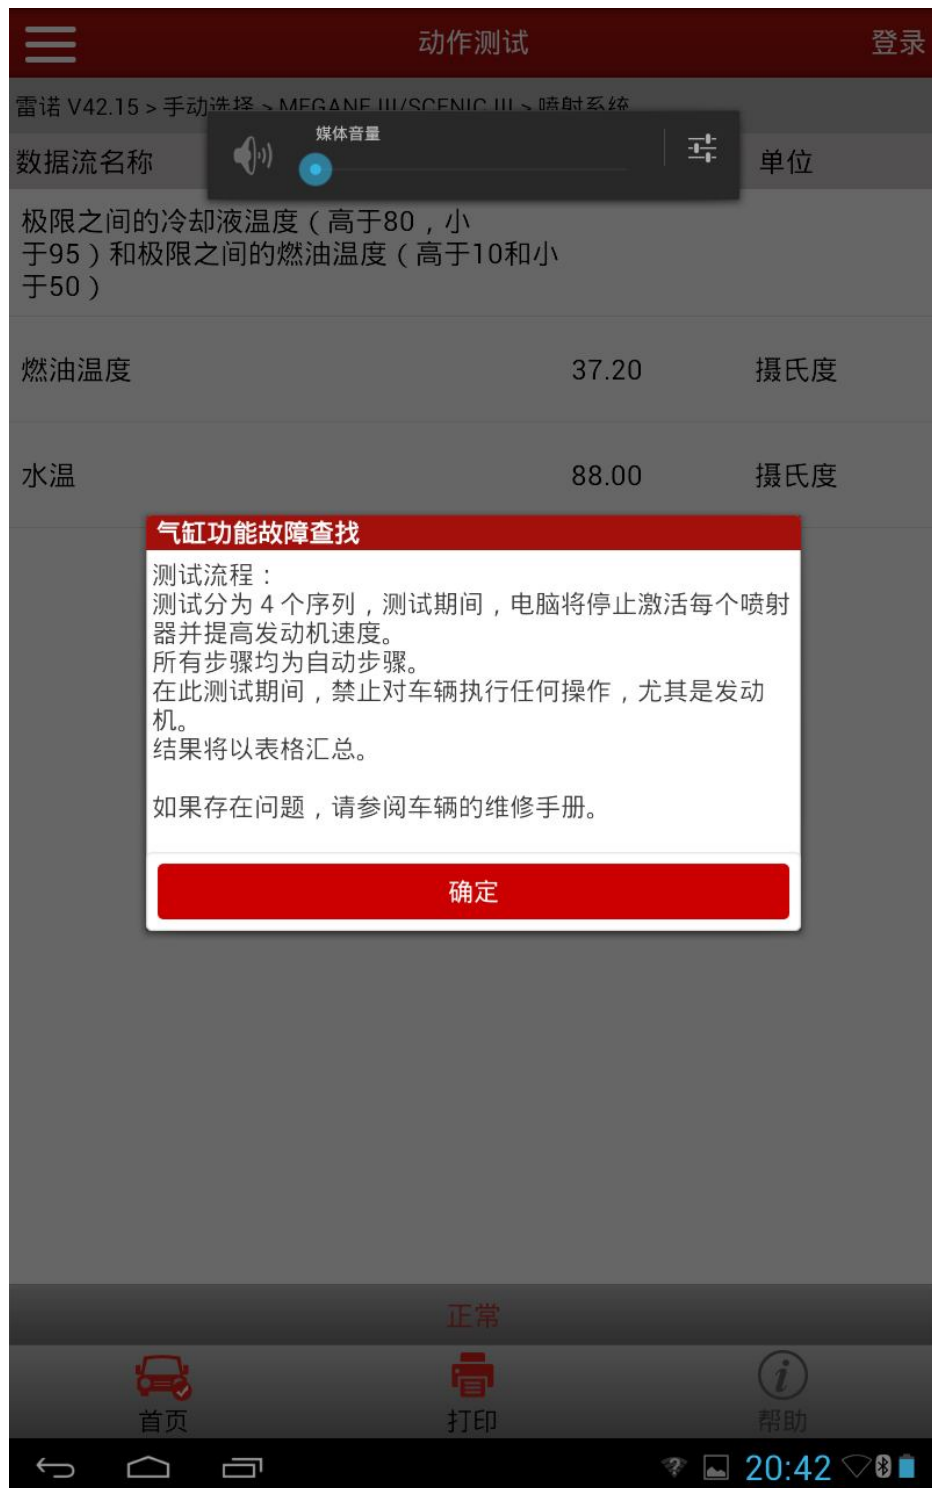 动作测试
登录
雷诺 V42.15 > 手动选择 > MEGANE III/SCENIC III > 喷射系统
媒体音量
数据流名称
单位
极限之间的冷却液温度（高于80，小
于95）和极限之间的燃油温度（高于10和小
于50）
燃油温度 37.20 摄氏度
水温 88.00 摄氏度
气缸功能故障查找
测试流程：
测试分为 4 个序列，测试期间，电脑将停止激活每个喷射
器并提高发动机速度。
所有步骤均为自动步骤。
在此测试期间，禁止对车辆执行任何操作，尤其是发动
机。
结果将以表格汇总。
如果存在问题，请参阅车辆的维修手册。
确定
正常
首页
打印
帮助
20:42